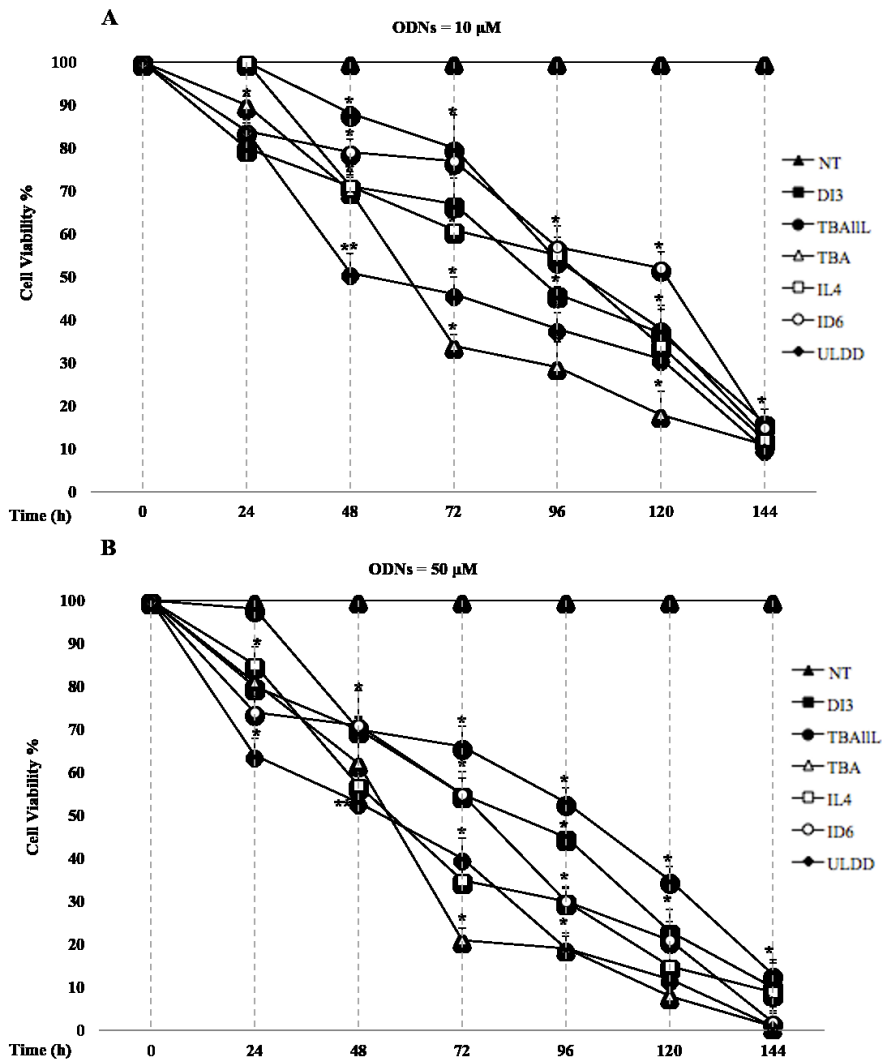 A
ODNs = 10 µM
Cell Viability %
100
90
80
70
60
50
40
30
20
10
0
Time (h)
0 24 48 72 96 120 144
* * * * ** * * * * * * * * * * *
NT
DI3
TBAllL
TBA
IL4
ID6
ULDD
B
ODNs = 50 µM
Cell Viability %
100
90
80
70
60
50
40
30
20
10
0
Time (h)
0 24 48 72 96 120 144
* * * ** * * * * * * * * * * *
NT
DI3
TBAllL
TBA
IL4
ID6
ULDD